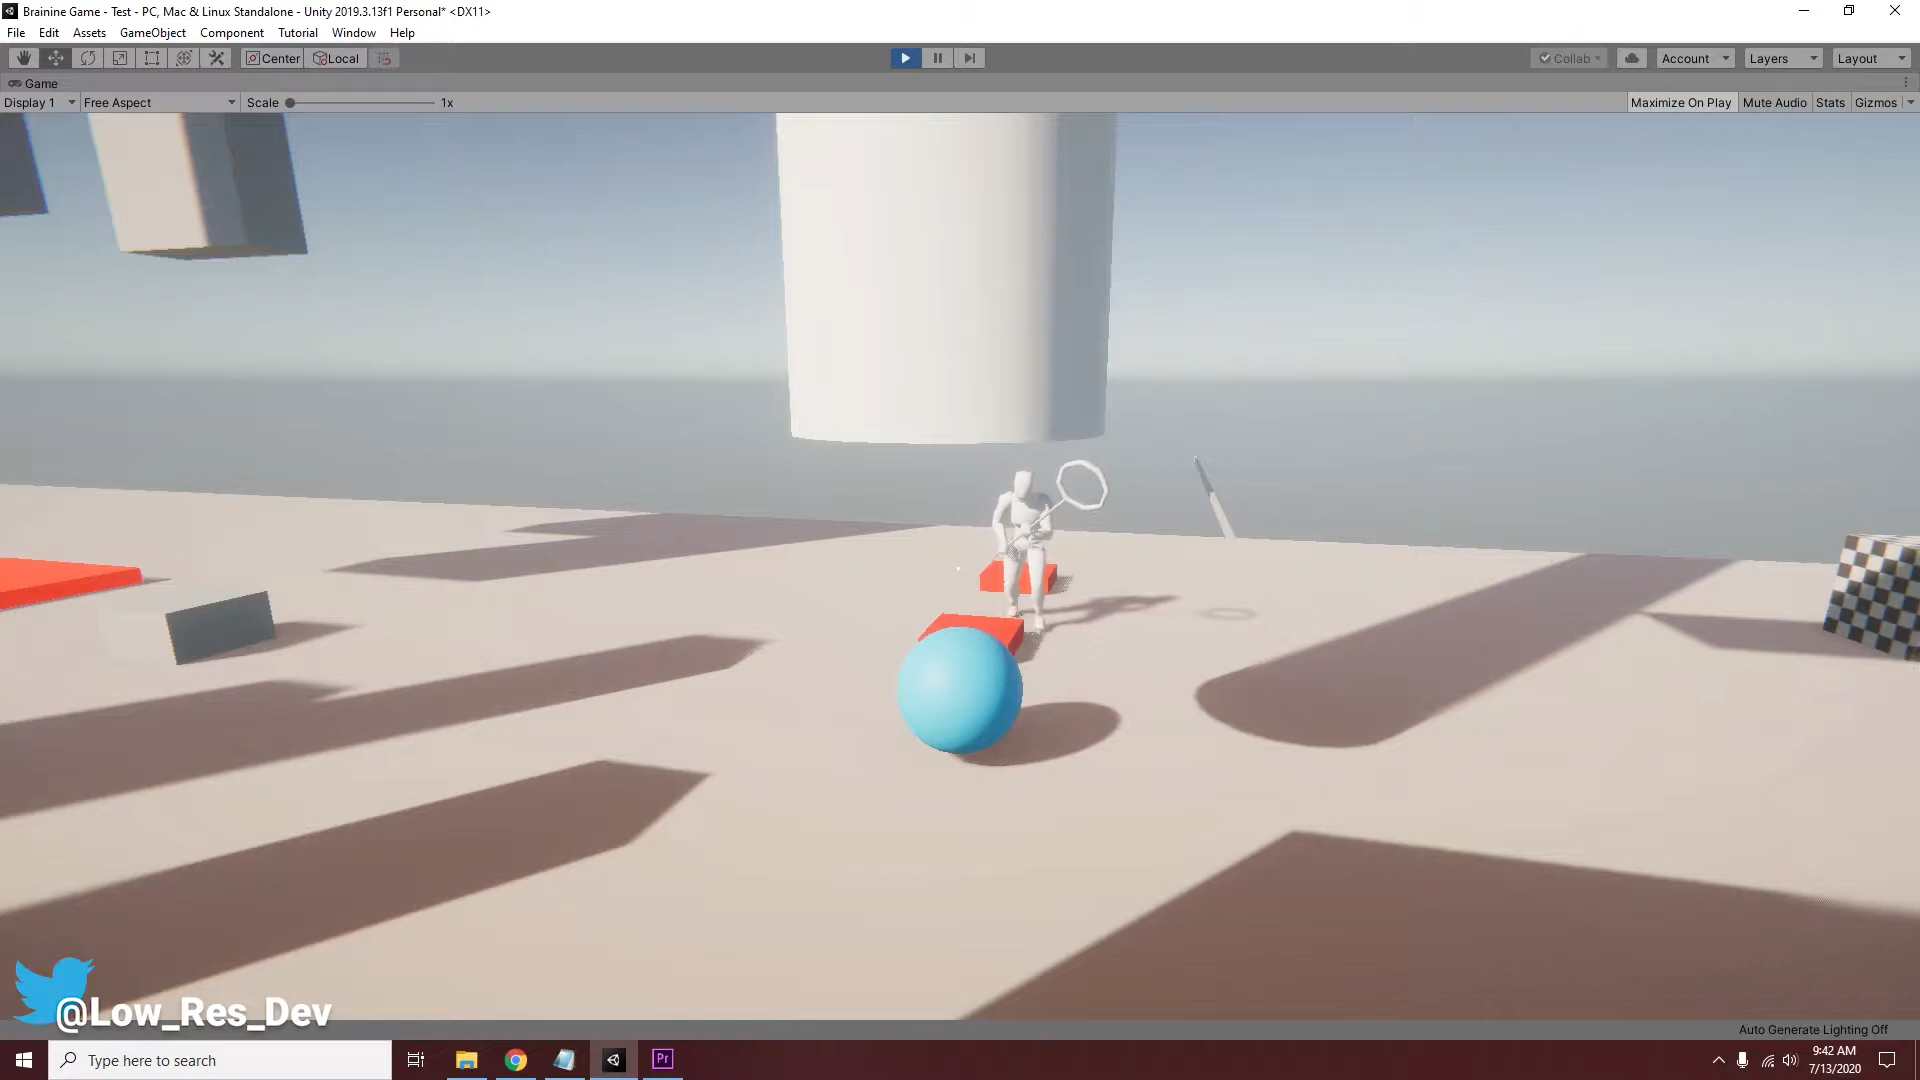 Brainine Game - Test - PC, Mac & Linux Standalone - Unity 2019.3.13f1 Personal* <DX11>
File Edit Assets GameObject Component Tutorial Window Help
Center Local Collab Account Layers Layout
Game
Display 1 Free Aspect Scale 1x Maximize On Play Mute Audio Stats Gizmos
@Low_Res_Dev
Auto Generate Lighting Off
Type here to search
Pr
9:42 AM
7/13/2020